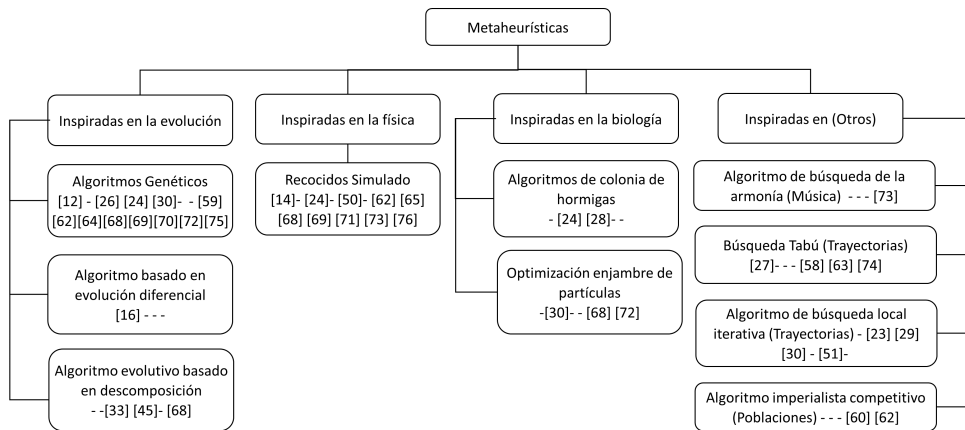 Metaheurísticas
Inspiradas en la evolución
Inspiradas en la física
Inspiradas en la biología
Inspiradas en (Otros)
Algoritmos Genéticos
[12] - [26] [24] [30]- - [59]
[62][64][68][69][70][72][75]
Algoritmo basado en
evolución diferencial
[16] - - -
Algoritmo evolutivo basado
en descomposición
- -[33] [45]- [68]
Recocidos Simulado
[14]- [24]- [50]- [62] [65]
[68] [69] [71] [73] [76]
Algoritmos de colonia de
hormigas
- [24] [28]- -
Optimización enjambre de
partículas
-[30]- - [68] [72]
Algoritmo de búsqueda de la
armonía (Música) - - - [73]
Búsqueda Tabú (Trayectorias)
[27]- - - [58] [63] [74]
Algoritmo de búsqueda local
iterativa (Trayectorias) - [23] [29]
[30] - [51]-
Algoritmo imperialista competitivo
(Poblaciones) - - - [60] [62]